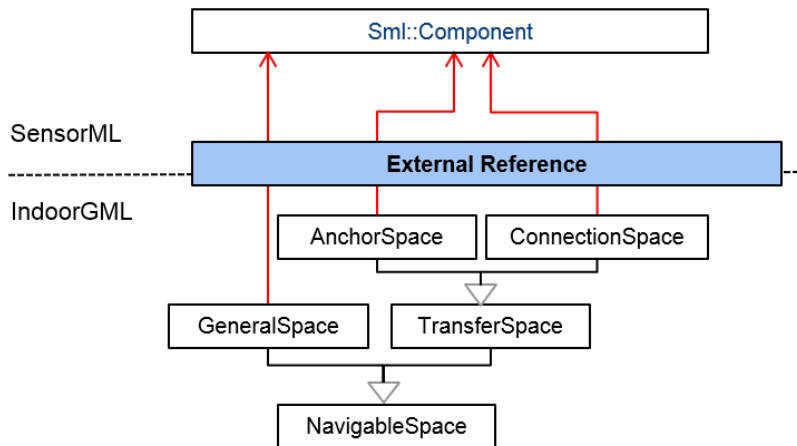 Sml::Component
SensorML
External Reference
IndoorGML
AnchorSpace
ConnectionSpace
GeneralSpace
TransferSpace
NavigableSpace